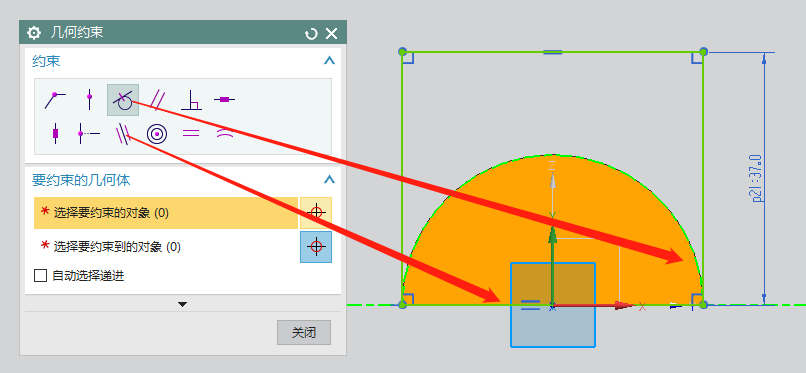 几何约束
约束
要约束的几何体
* 选择要约束的对象 (0)
* 选择要约束到的对象 (0)
自动选择递进
关闭
p21:37.0
Z
Y
X
X